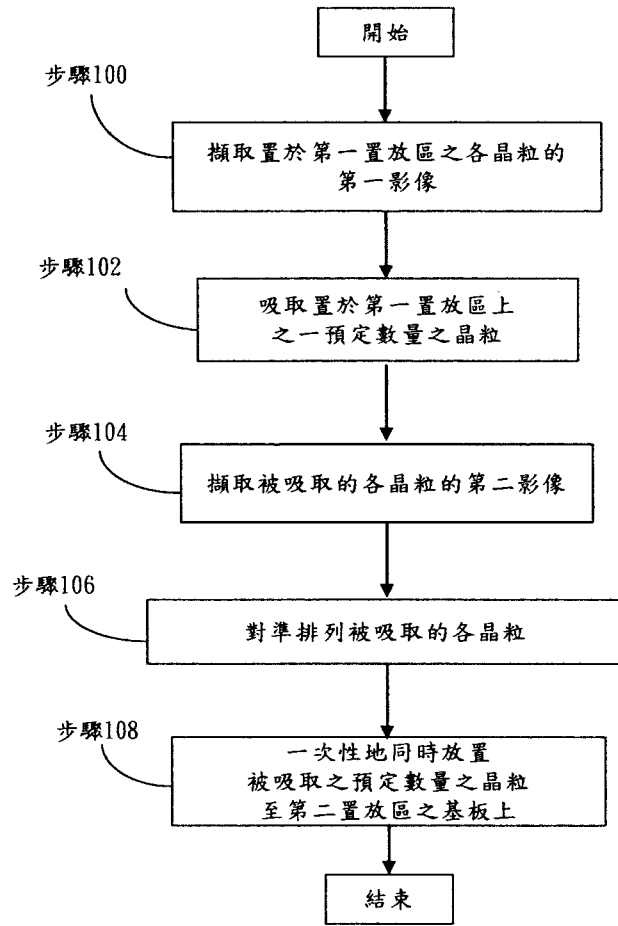 開始
步驟100
擷取置於第一置放區之各晶粒的
第一影像
步驟102
吸取置於第一置放區上
之一預定數量之晶粒
步驟104
擷取被吸取的各晶粒的第二影像
步驟106
對準排列被吸取的各晶粒
步驟108
一次性地同時放置
被吸取之預定數量之晶粒
至第二置放區之基板上
結束